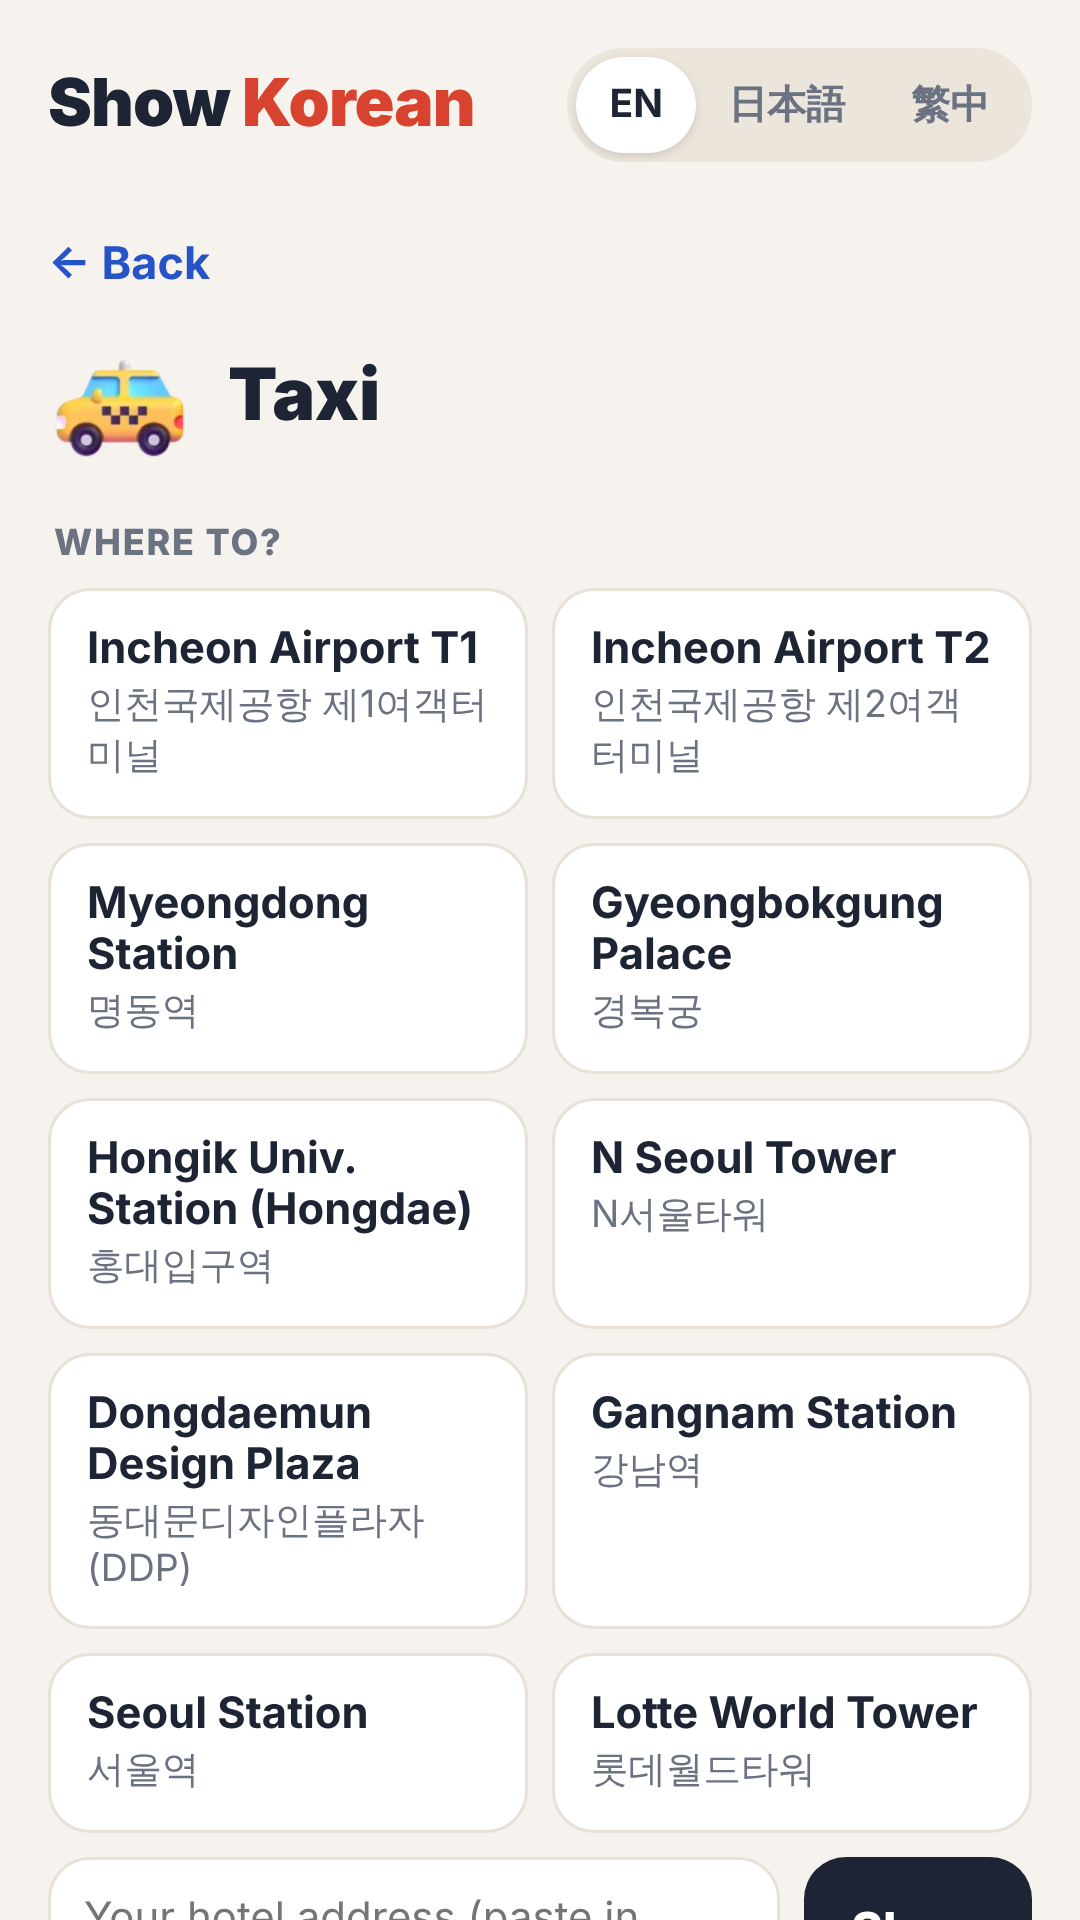 Show Korean
EN 日本語 繁中
← Back
Taxi
WHERE TO?
Incheon Airport T1
인천국제공항 제1여객터
미널
Incheon Airport T2
인천국제공항 제2여객
터미널
Myeongdong
Station
명동역
Gyeongbokgung
Palace
경복궁
Hongik Univ.
Station (Hongdae)
홍대입구역
N Seoul Tower
N서울타워
Dongdaemun
Design Plaza
동대문디자인플라자
(DDP)
Gangnam Station
강남역
Seoul Station
서울역
Lotte World Tower
롯데월드타워
Your hotel address (paste in